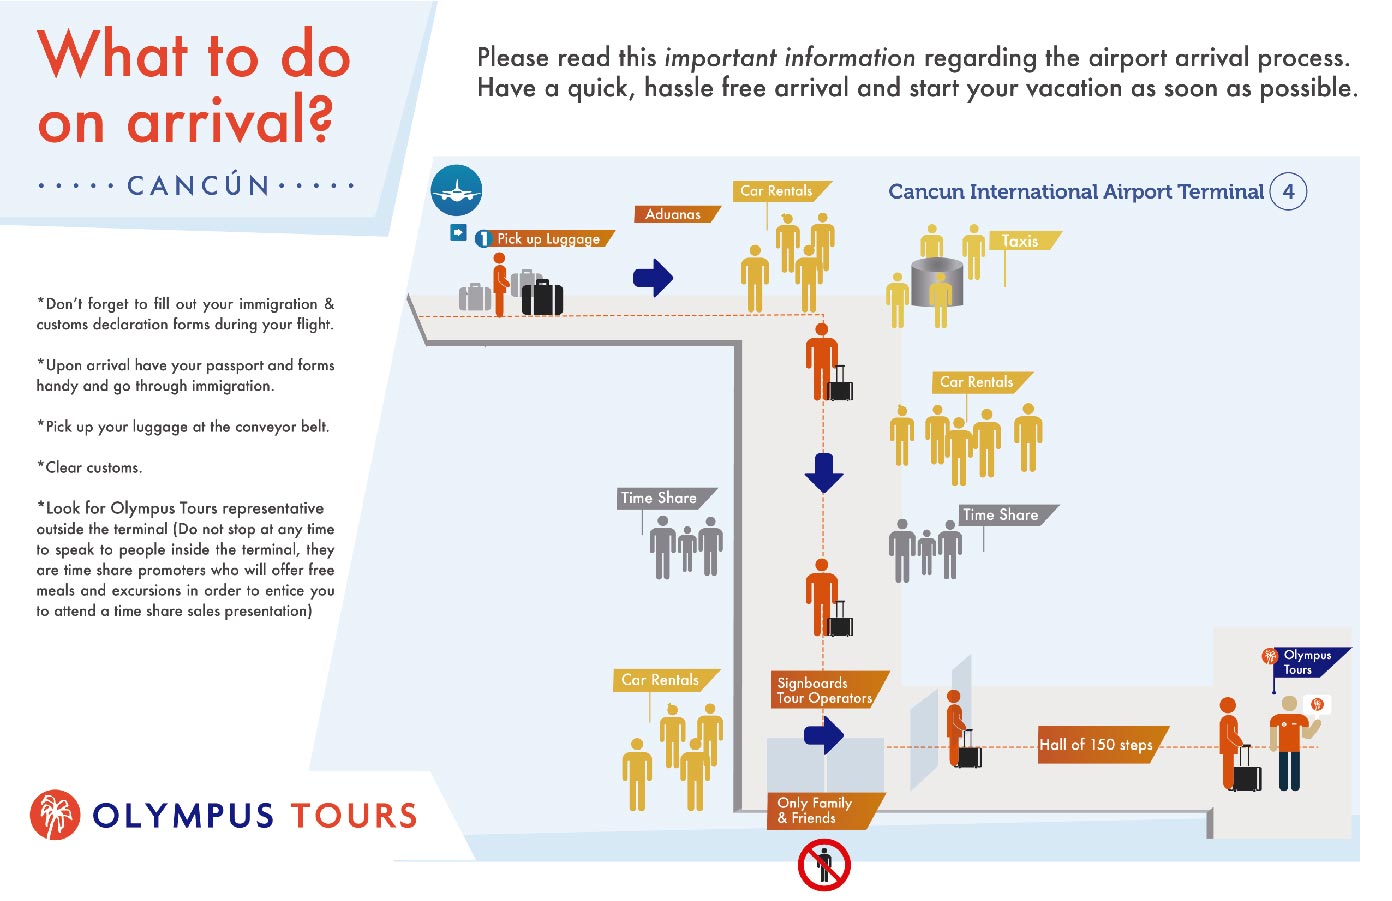 What to do
on arrival?
CANCÚN
Please read this important information regarding the airport arrival process.
Have a quick, hassle free arrival and start your vacation as soon as possible.
Cancun International Airport Terminal 4
1 Pick up Luggage
Aduanas
Car Rentals
Taxis
*Don't forget to fill out your immigration &
customs declaration forms during your flight.
*Upon arrival have your passport and forms
handy and go through immigration.
*Pick up your luggage at the conveyor belt.
*Clear customs.
*Look for Olympus Tours representative
outside the terminal (Do not stop at any time
to speak to people inside the terminal, they
are time share promoters who will offer free
meals and excursions in order to entice you
to attend a time share sales presentation)
Car Rentals
Time Share
Time Share
Car Rentals
Signboards
Tour Operators
Olympus
Tours
Hall of 150 steps
Only Family
& Friends
OLYMPUS TOURS